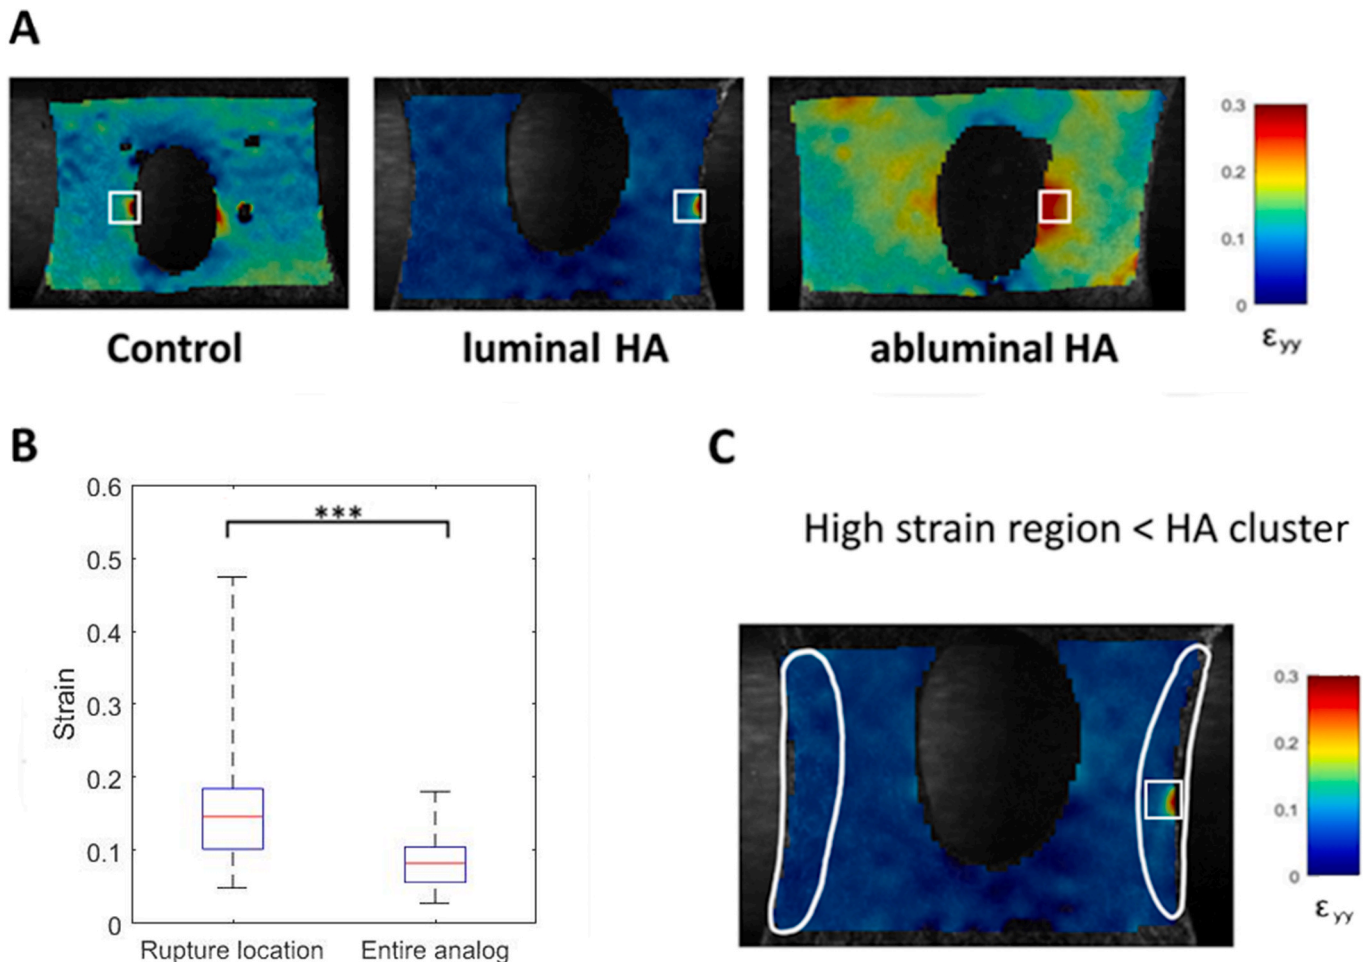 A
0.3
0.2
0.1
0
Control
luminal HA
abluminal HA
εyy
B
C
0.6
0.5
0.4
0.3
0.2
0.1
0
Strain
***
Rupture location
Entire analog
High strain region < HA cluster
0.3
0.2
0.1
0
εyy